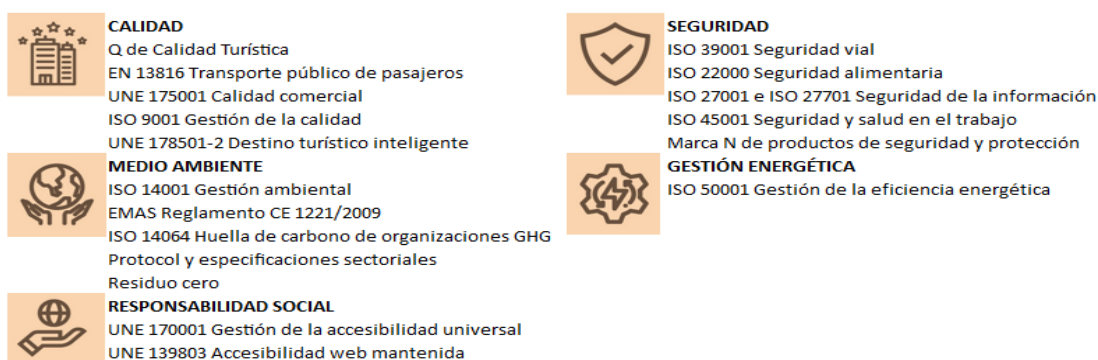 CALIDAD
Q de Calidad Turística
EN 13816 Transporte público de pasajeros
UNE 175001 Calidad comercial
ISO 9001 Gestión de la calidad
UNE 178501-2 Destino turístico inteligente
MEDIO AMBIENTE
ISO 14001 Gestión ambiental
EMAS Reglamento CE 1221/2009
ISO 14064 Huella de carbono de organizaciones GHG
Protocol y especificaciones sectoriales
Residuo cero
RESPONSABILIDAD SOCIAL
UNE 170001 Gestión de la accesibilidad universal
UNE 139803 Accesibilidad web mantenida
SEGURIDAD
ISO 39001 Seguridad vial
ISO 22000 Seguridad alimentaria
ISO 27001 e ISO 27701 Seguridad de la información
ISO 45001 Seguridad y salud en el trabajo
Marca N de productos de seguridad y protección
GESTIÓN ENERGÉTICA
ISO 50001 Gestión de la eficiencia energética